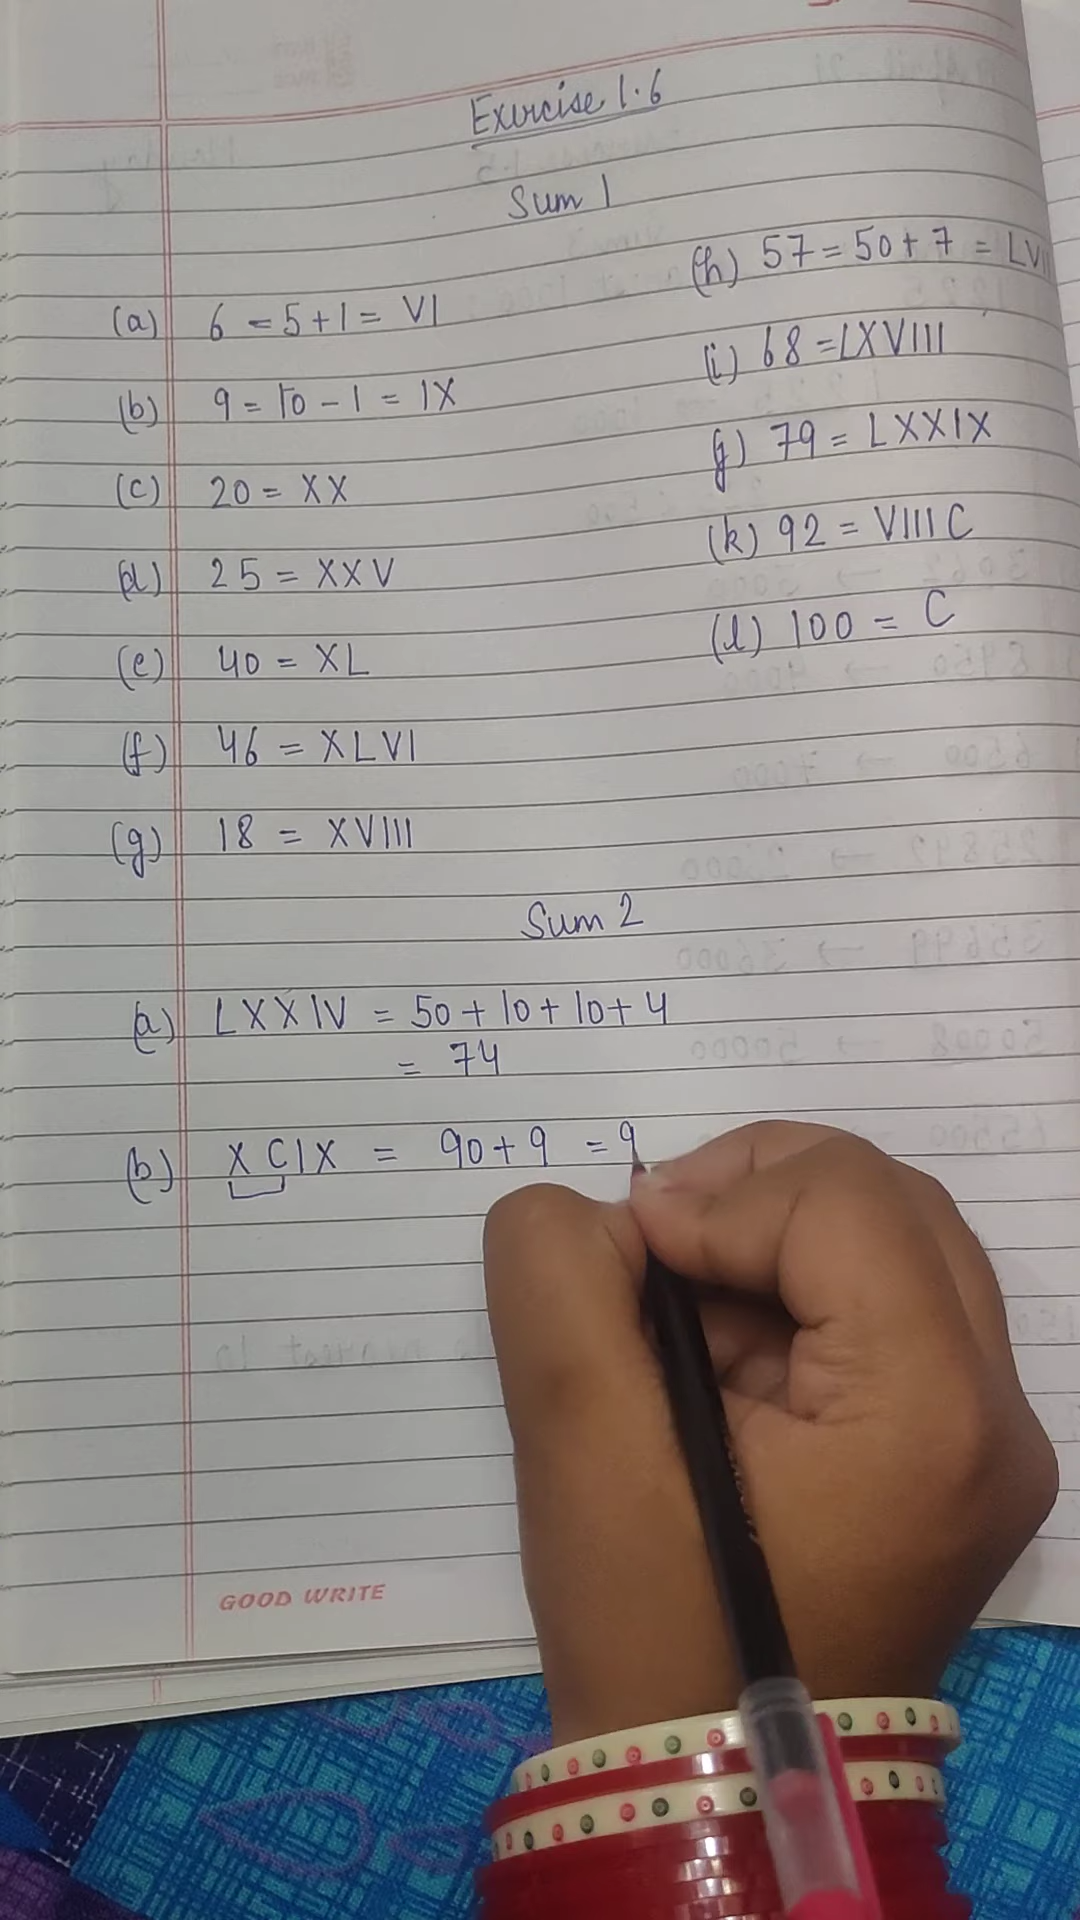 Exercise 1.6
Sum 1
(a) 6 = 5+1 = VI
(b) 9 = 10 - 1 = IX
(c) 20 = XX
(d) 25 = XXV
(e) 40 = XL
(f) 46 = XLVI
(g) 18 = XVIII
(h) 57 = 50 + 7 = LVII
(i) 68 = LXVIII
(j) 79 = LXXIX
(k) 92 = VIIIC
(l) 100 = C
Sum 2
(a) LXXIV = 50 + 10 + 10 + 4
= 74
(b) XCIX = 90 + 9 = 9
GOOD WRITE